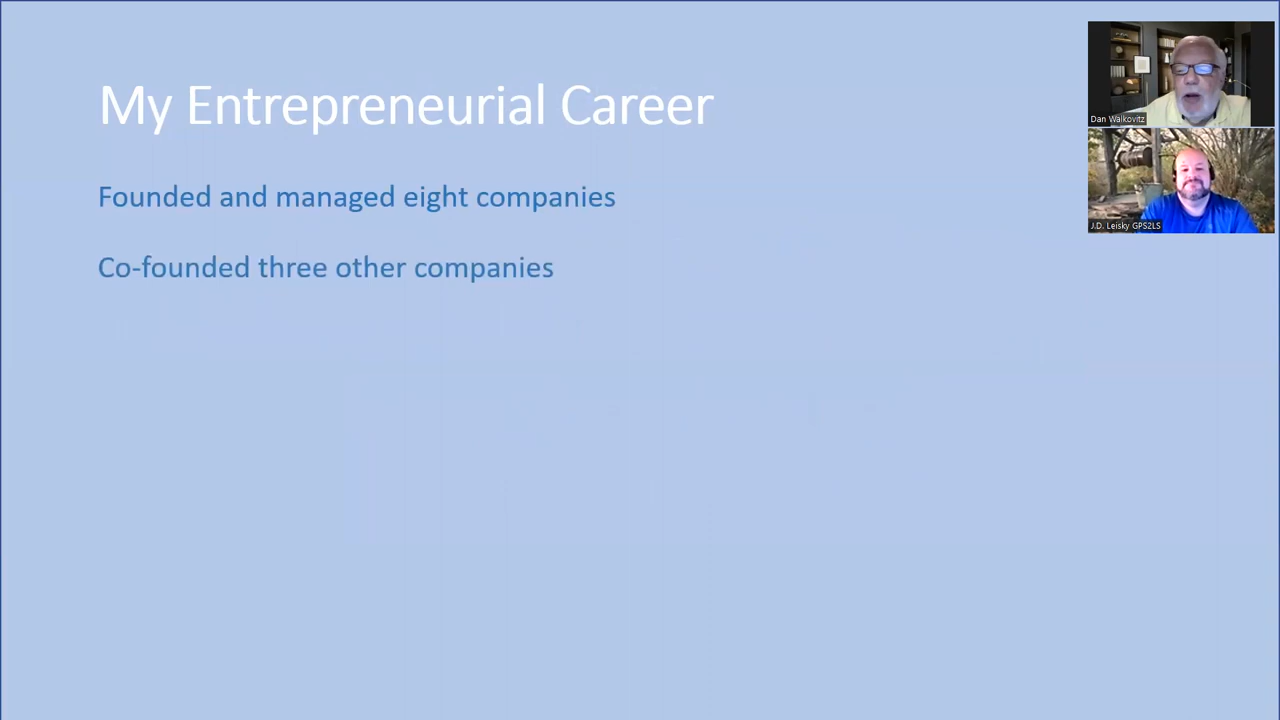 My Entrepreneurial Career
Founded and managed eight companies
Co-founded three other companies
Dan Walkovitz
J.D. Leisky GPS2LS